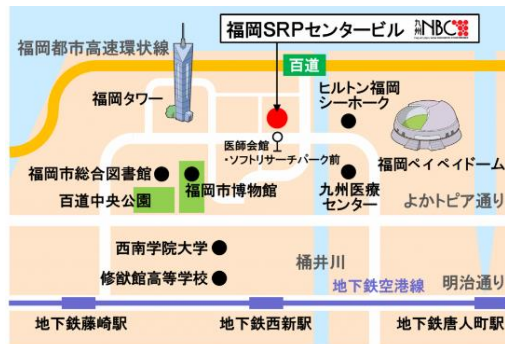 福岡SRPセンタービル
九州
NBC
福岡都市高速環状線
百道
福岡タワー
ヒルトン福岡
シーホーク
医師会館
・ソフトリサーチパーク前
福岡ペイペイドーム
福岡市総合図書館
福岡市博物館
九州医療
センター
百道中央公園
よかトピア通り
西南学院大学
修猷館高等学校
樋井川
地下鉄空港線
明治通り
地下鉄藤崎駅
地下鉄西新駅
地下鉄唐人町駅